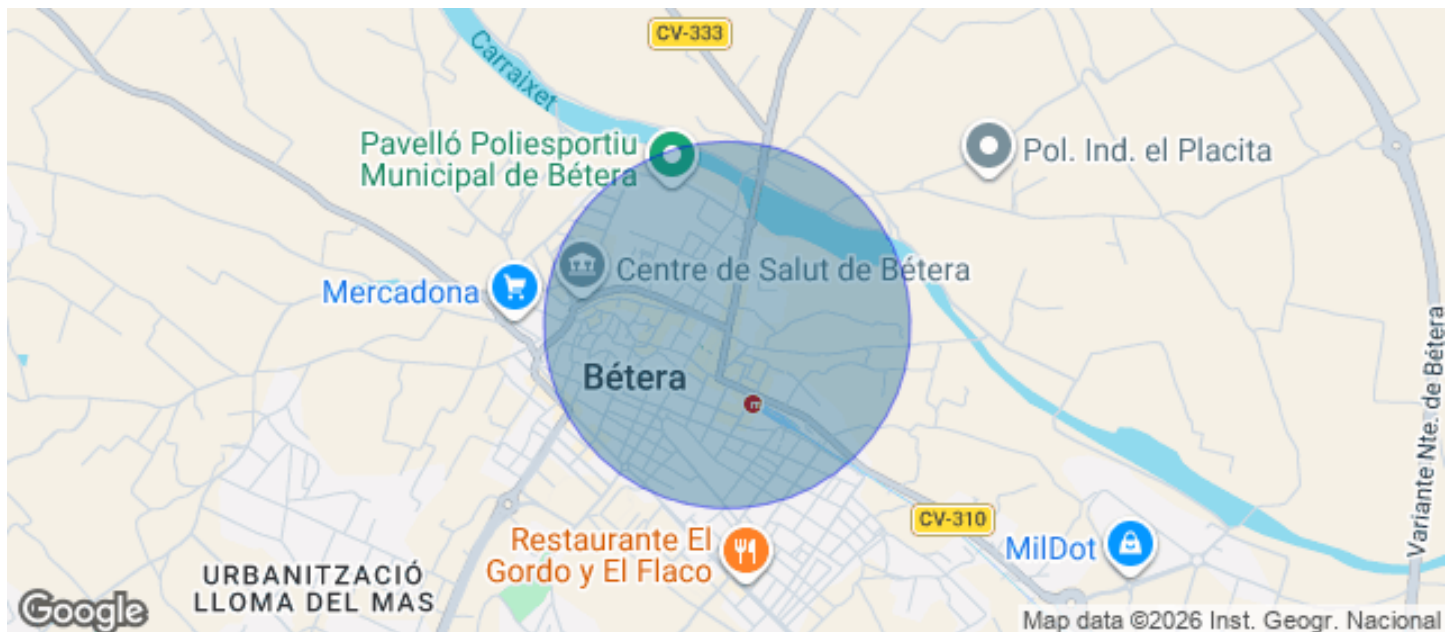 CV-333
Carraixet
Pavelló Poliesportiu
Municipal de Bétera
Pol. Ind. el Placita
Centre de Salut de Bétera
Mercadona
Bétera
m
Variante Nte. de Bétera
CV-310
Restaurante El
Gordo y El Flaco
MilDot
URBANITZACIÓ
LLOMA DEL MAS
Google
Map data ©2026 Inst. Geogr. Nacional